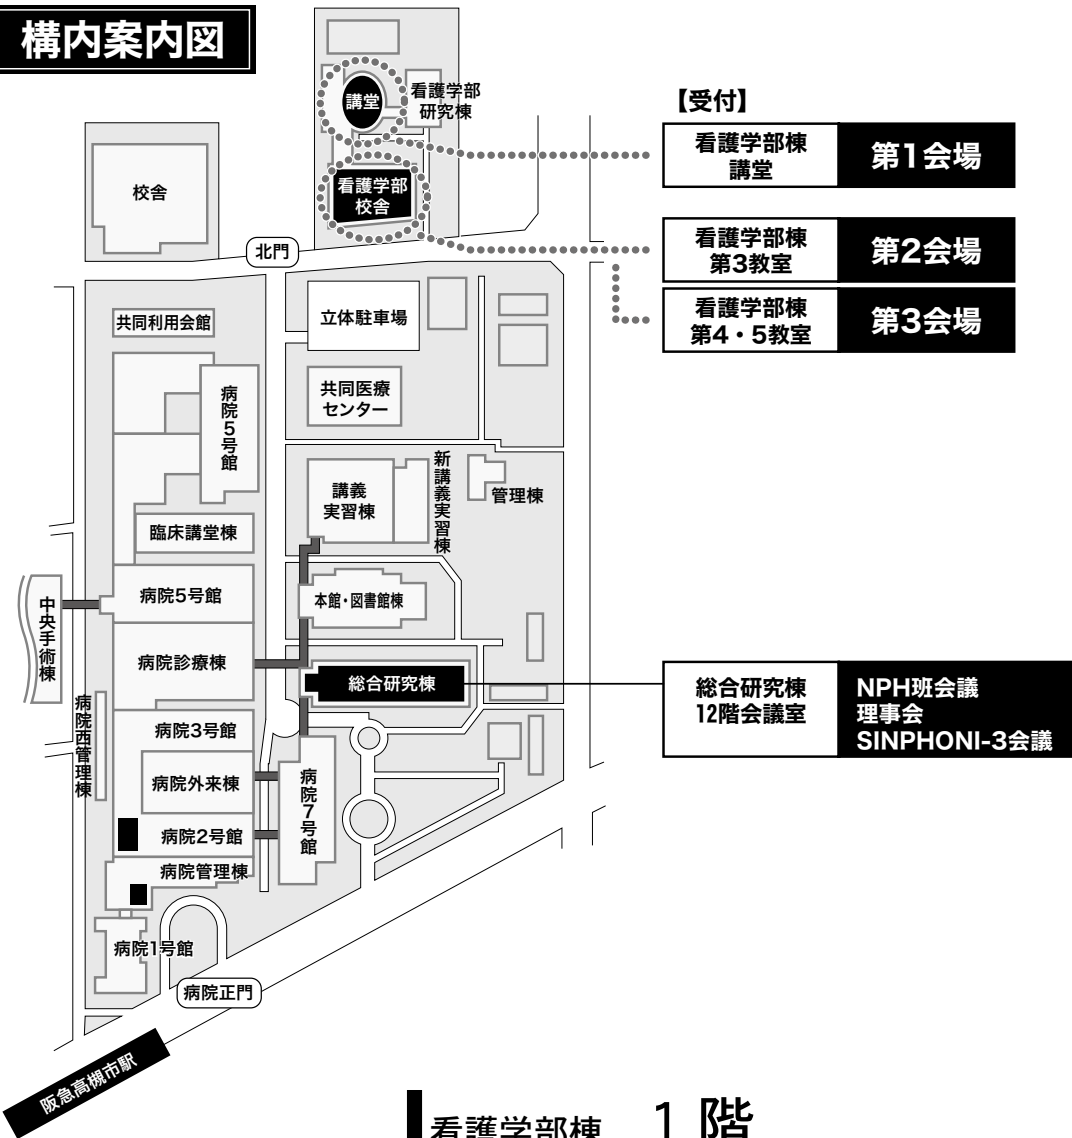 構内案内図
講堂
看護学部
研究棟
看護学部
校舎
校舎
北門
【受付】
看護学部棟
講堂
第1会場
看護学部棟
第3教室
第2会場
看護学部棟
第4・5教室
第3会場
共同利用会館
立体駐車場
病院5号館
共同医療
センター
講義
実習棟
新講義実習棟
管理棟
臨床講堂棟
病院5号館
本館・図書館棟
中央手術棟
病院診療棟
総合研究棟
総合研究棟
12階会議室
NPH班会議
理事会
SINPHONI-3会議
病院西管理棟
病院3号館
病院外来棟
病院7号館
病院2号館
病院管理棟
病院1号館
病院正門
阪急高槻市駅
看護学部棟 1階